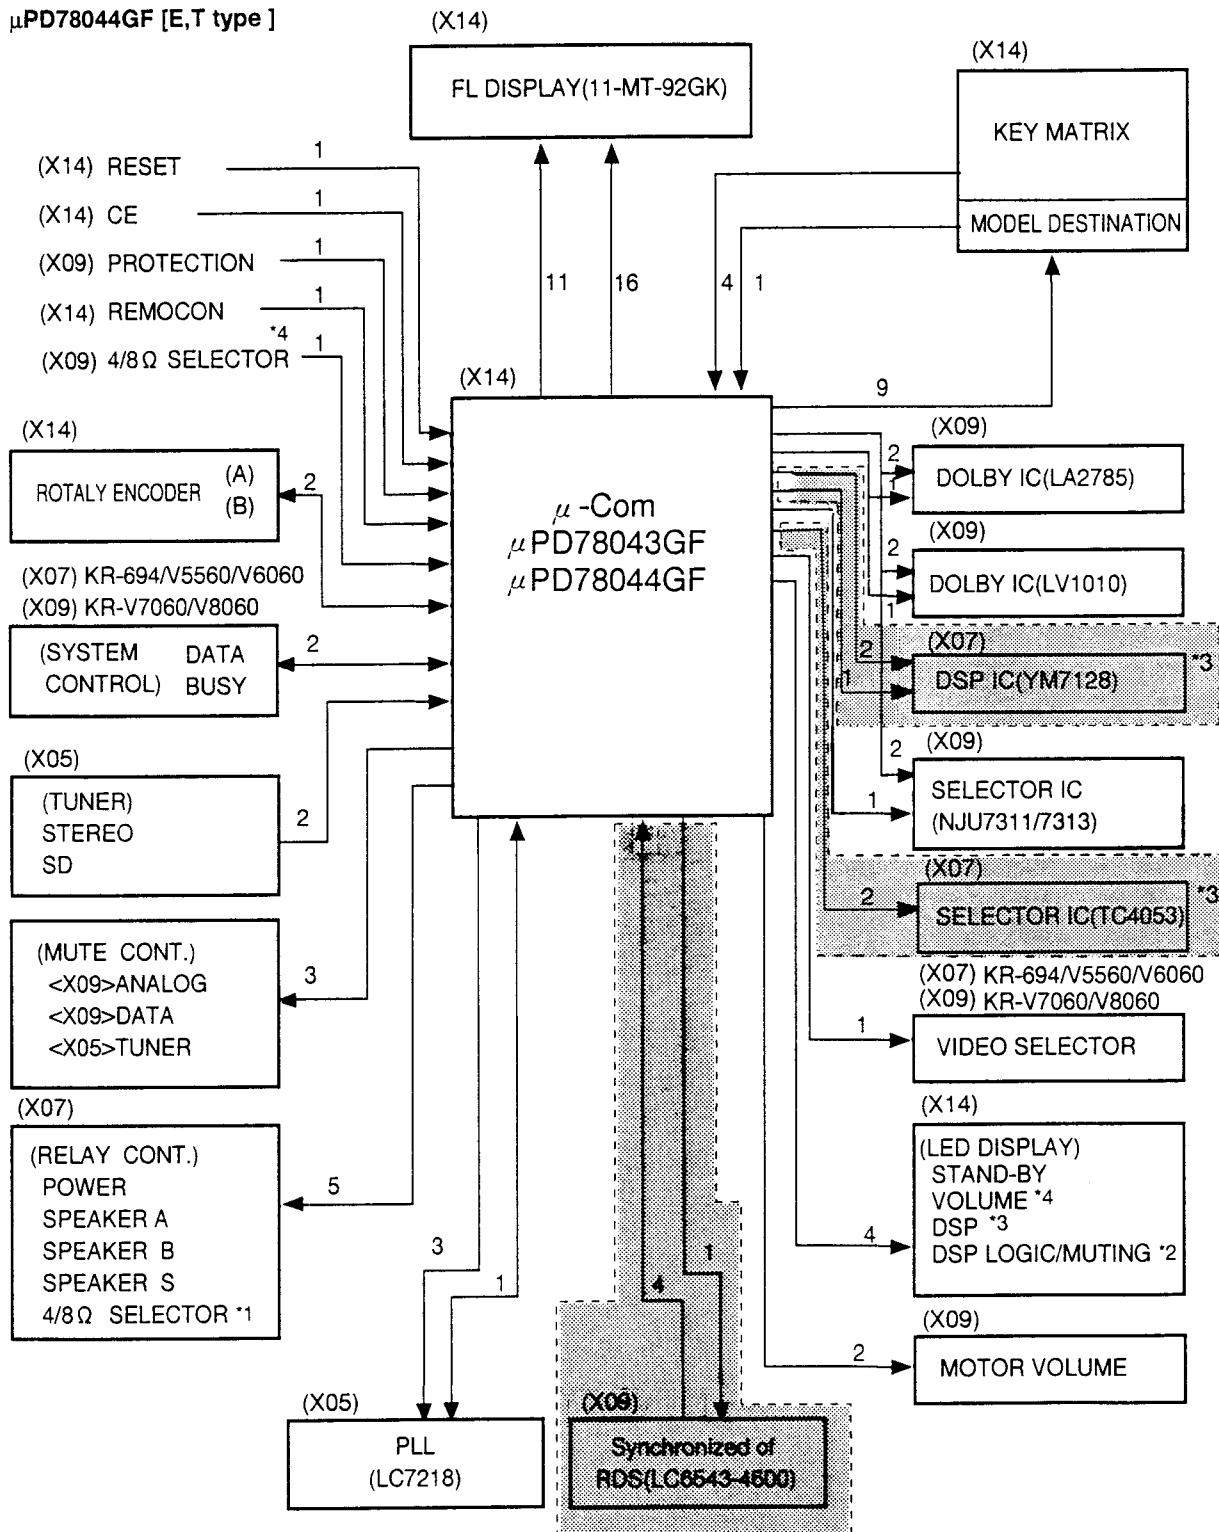 µPD78044GF [E,T type ]
(X14)
FL DISPLAY(11-MT-92GK)
(X14)
KEY MATRIX
MODEL DESTINATION
(X14) RESET
1
(X14) CE
1
(X09) PROTECTION
1
(X14) REMOCON
1
(X09) 4/8Ω SELECTOR *4
1
11
16
4
1
9
(X14)
µ-Com
µPD78043GF
µPD78044GF
(X14)
ROTALY ENCODER (A)
(B)
2
(X07) KR-694/V5560/V6060
(X09) KR-V7060/V8060
(SYSTEM DATA
CONTROL) BUSY
2
(X05)
(TUNER)
STEREO
SD
2
(MUTE CONT.)
<X09>ANALOG
<X09>DATA
<X05>TUNER
3
(X07)
(RELAY CONT.)
POWER
SPEAKER A
SPEAKER B
SPEAKER S
4/8Ω SELECTOR *1
5
3
1
(X05)
PLL
(LC7218)
4
1
(X09)
Synchronized of
RDS(LC6543-4500)
(X09)
2
1
DOLBY IC(LA2785)
(X09)
2
1
DOLBY IC(LV1010)
(X07)
2
1
DSP IC(YM7128)
*3
(X09)
2
1
SELECTOR IC
(NJU7311/7313)
(X07)
2
SELECTOR IC(TC4053)
*3
(X07) KR-694/V5560/V6060
(X09) KR-V7060/V8060
1
VIDEO SELECTOR
(X14)
(LED DISPLAY)
STAND-BY
VOLUME *4
DSP *3
DSP LOGIC/MUTING *2
4
(X09)
2
MOTOR VOLUME